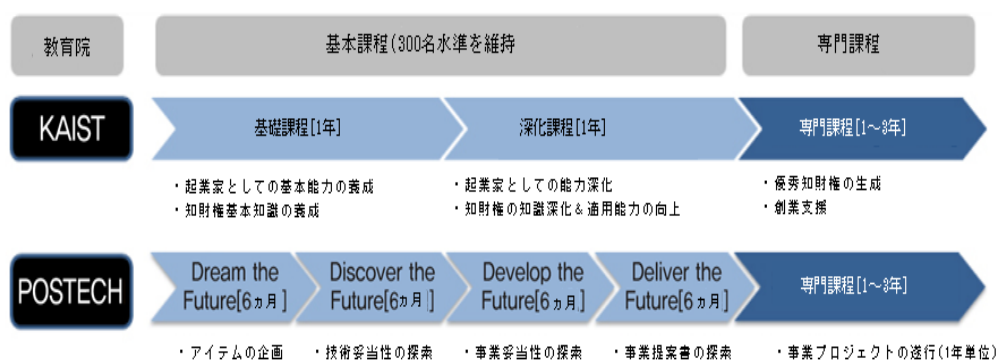 教育院
基本課程(300名水準を維持
専門課程
KAIST
基礎課程[1年]
深化課程[1年]
専門課程[1～3年]
・起業家としての基本能力の養成
・知財権基本知識の養成
・起業家としての能力深化
・知財権の知識深化＆適用能力の向上
・優秀知財権の生成
・創業支援
POSTECH
Dream the
Future[6ヵ月]
Discover the
Future[6ヵ月]
Develop the
Future[6ヵ月]
Deliver the
Future[6ヵ月]
専門課程[1～3年]
・アイテムの企画
・技術妥当性の探索
・事業妥当性の探索
・事業提案書の探索
・事業プロジェクトの遂行(1年単位)